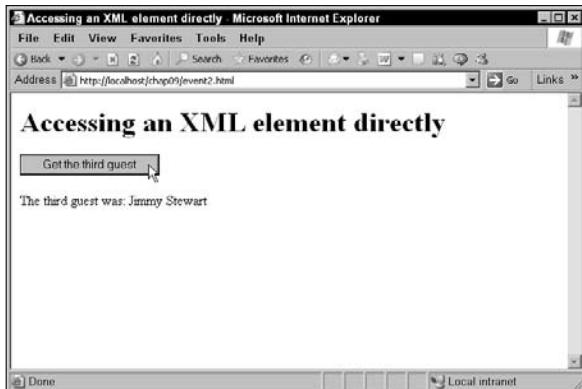 Accessing an XML element directly - Microsoft Internet Explorer
File Edit View Favorites Tools Help
Back Search Favorites
Address http://localhost/chap09/event2.html Go Links »
Accessing an XML element directly
Get the third guest
The third guest was: Jimmy Stewart
Done Local intranet